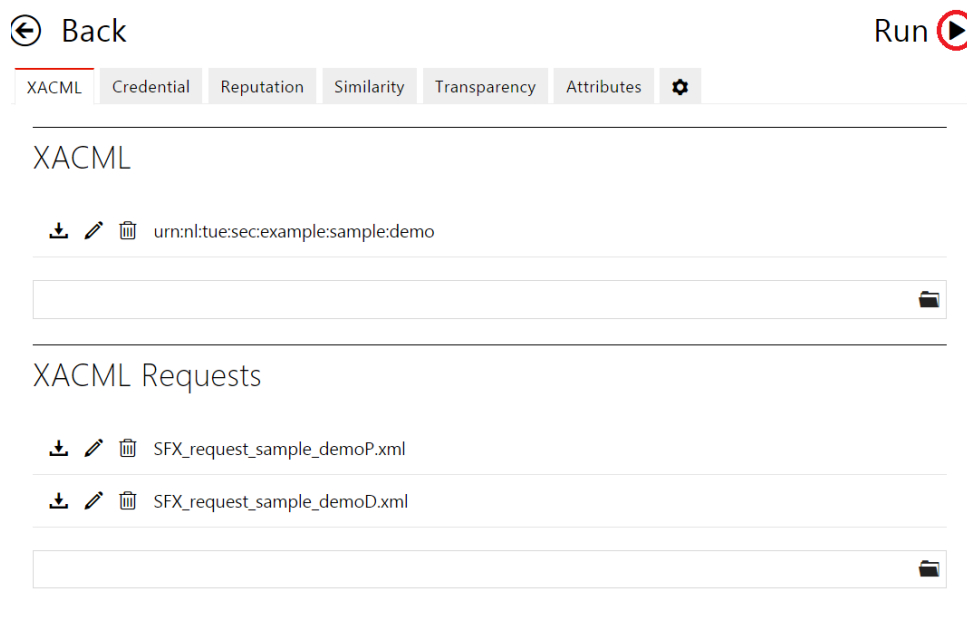 Back Run
XACML Credential Reputation Similarity Transparency Attributes
XACML
urn:nl:tue:sec:example:sample:demo
XACML Requests
SFX_request_sample_demoP.xml
SFX_request_sample_demoD.xml